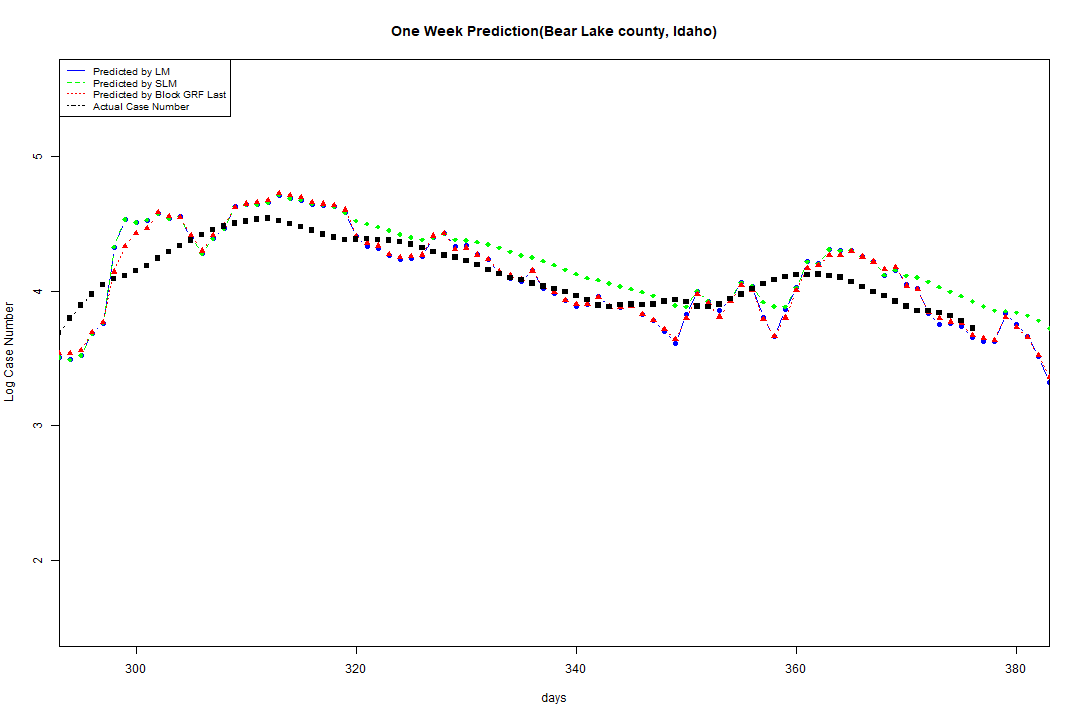 One Week Prediction(Bear Lake county, Idaho)
Predicted by LM
Predicted by SLM
Predicted by Block GRF Last
Actual Case Number
5
4
3
2
Log Case Number
300 320 340 360 380
days